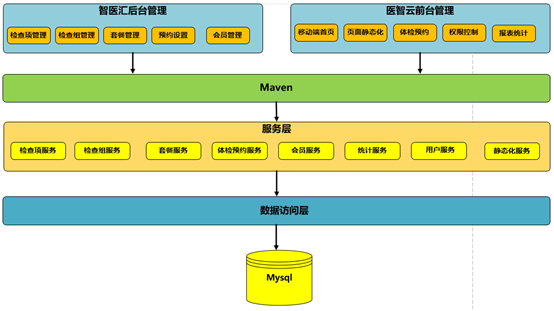 智医汇后台管理
检查项管理 检查组管理 套餐管理 预约设置 会员管理
医智云前台管理
移动端首页 页面静态化 体检预约 权限控制 报表统计
Maven
服务层
检查项服务 检查组服务 套餐服务 体检预约服务 会员服务 统计服务 用户服务 静态化服务
数据访问层
Mysql